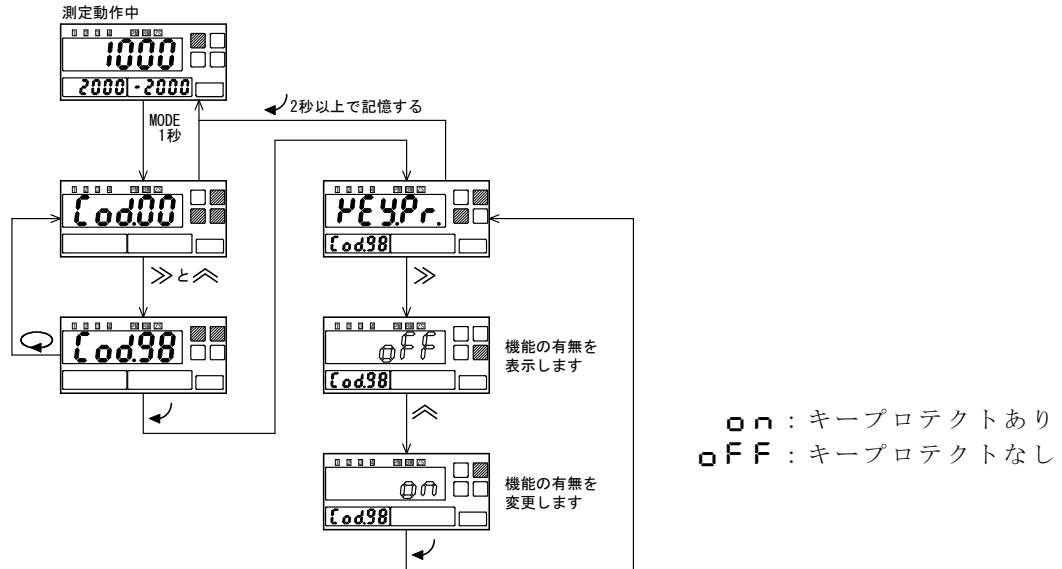 測定動作中
1000
2000 -2000
MODE
1秒
2秒以上で記憶する
Cod.00
≫と︽
Cod.98
KEY.Pr.
Cod.98
≫
oFF
Cod.98
機能の有無を
表示します
︽
on
Cod.98
機能の有無を
変更します
on：キープロテクトあり
oFF：キープロテクトなし